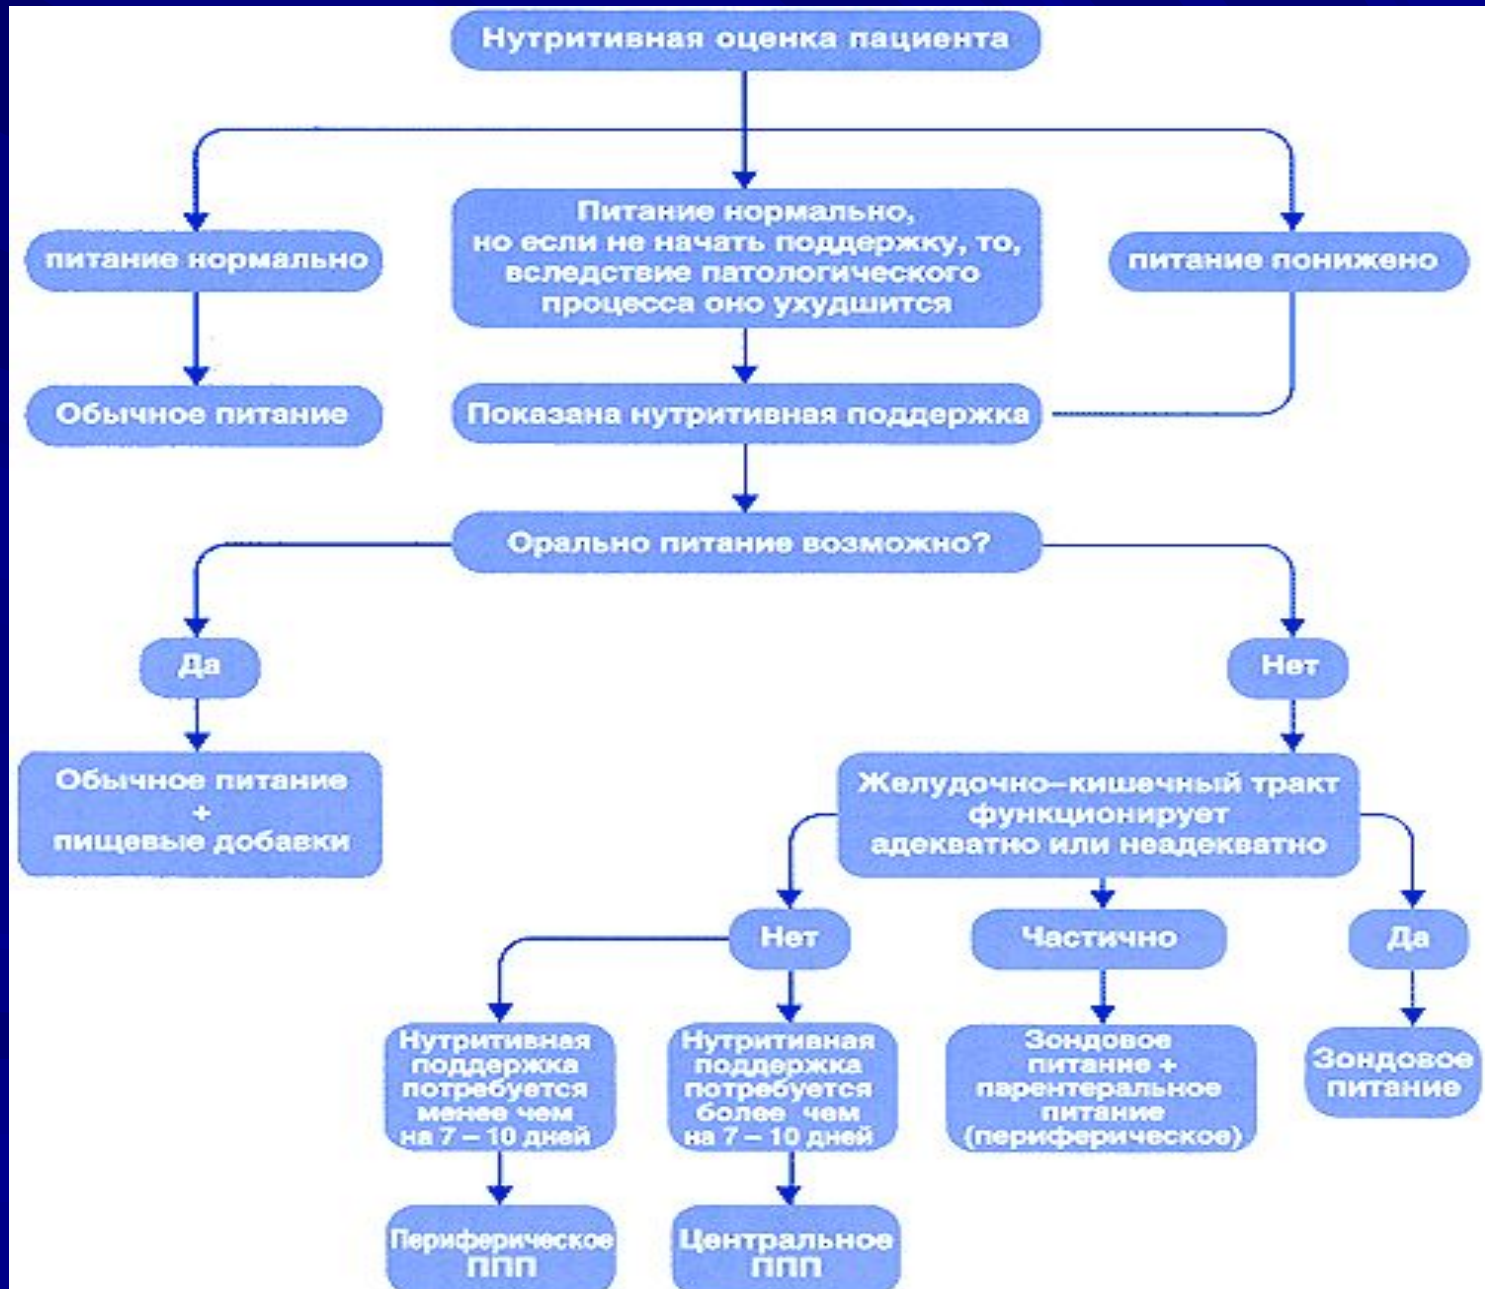 Нутритивная оценка пациента
питание нормально
Питание нормально,
но если не начать поддержку, то,
вследствие патологического
процесса оно ухудшится
питание понижено
Обычное питание
Показана нутритивная поддержка
Орально питание возможно?
Да
Нет
Обычное питание
+
пищевые добавки
Желудочно-кишечный тракт
функционирует
адекватно или неадекватно
Нет
Частично
Да
Нутритивная
поддержка
потребуется
менее чем
на 7 – 10 дней
Нутритивная
поддержка
потребуется
более чем
на 7 – 10 дней
Зондовое
питание +
парентеральное
питание
(периферическое)
Зондовое
питание
Периферическое
ППП
Центральное
ППП